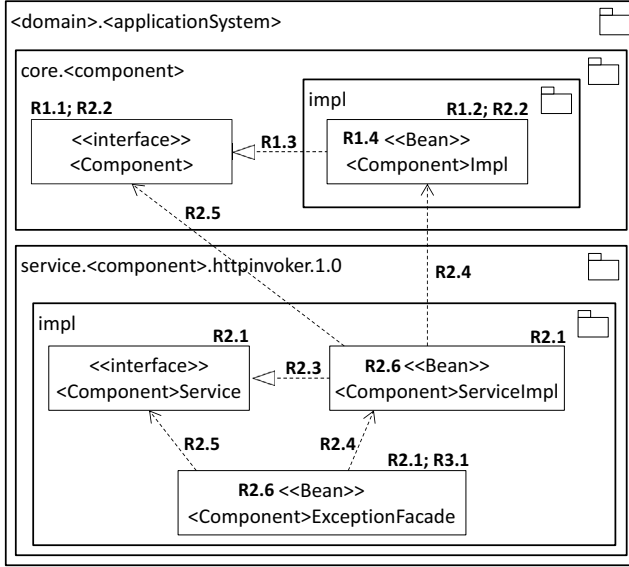 <domain>.<applicationSystem>
core.<component>
impl
R1.1; R2.2
R1.2; R2.2
<<interface>>
<Component>
R1.3
R1.4 <<Bean>>
<Component>Impl
R2.5
R2.4
service.<component>.httpinvoker.1.0
impl
R2.1
R2.1
<<interface>>
<Component>Service
R2.3
R2.6 <<Bean>>
<Component>ServiceImpl
R2.5
R2.4
R2.1; R3.1
R2.6 <<Bean>>
<Component>ExceptionFacade